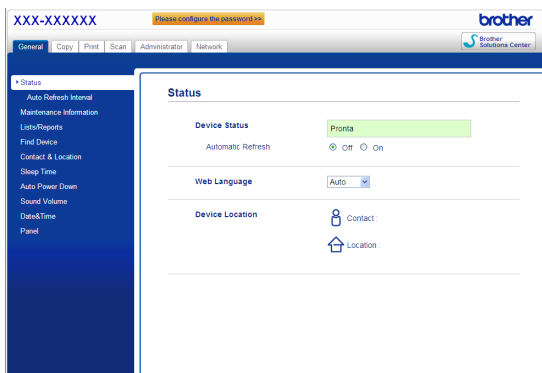 XXX-XXXXXX
Please configure the password >>
brother
General Copy Print Scan Administrator Network
Brother
Solutions Center
Status
Auto Refresh Interval
Maintenance Information
Lists/Reports
Find Device
Contact & Location
Sleep Time
Auto Power Down
Sound Volume
Date&Time
Panel
Status
Device Status Pronta
Automatic Refresh Off On
Web Language Auto
Device Location Contact :
Location :